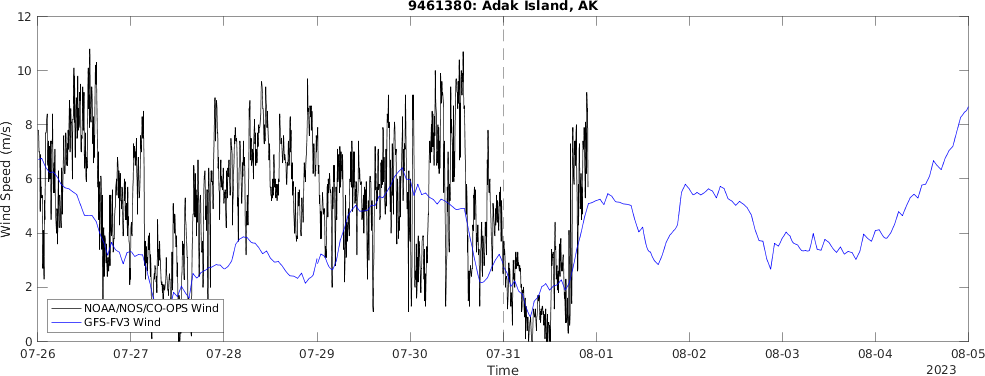 9461380: Adak Island, AK
Wind Speed (m/s)
12
10
8
6
4
2
0
NOAA/NOS/CO-OPS Wind
GFS-FV3 Wind
07-26 07-27 07-28 07-29 07-30 07-31 08-01 08-02 08-03 08-04 08-05
Time
2023